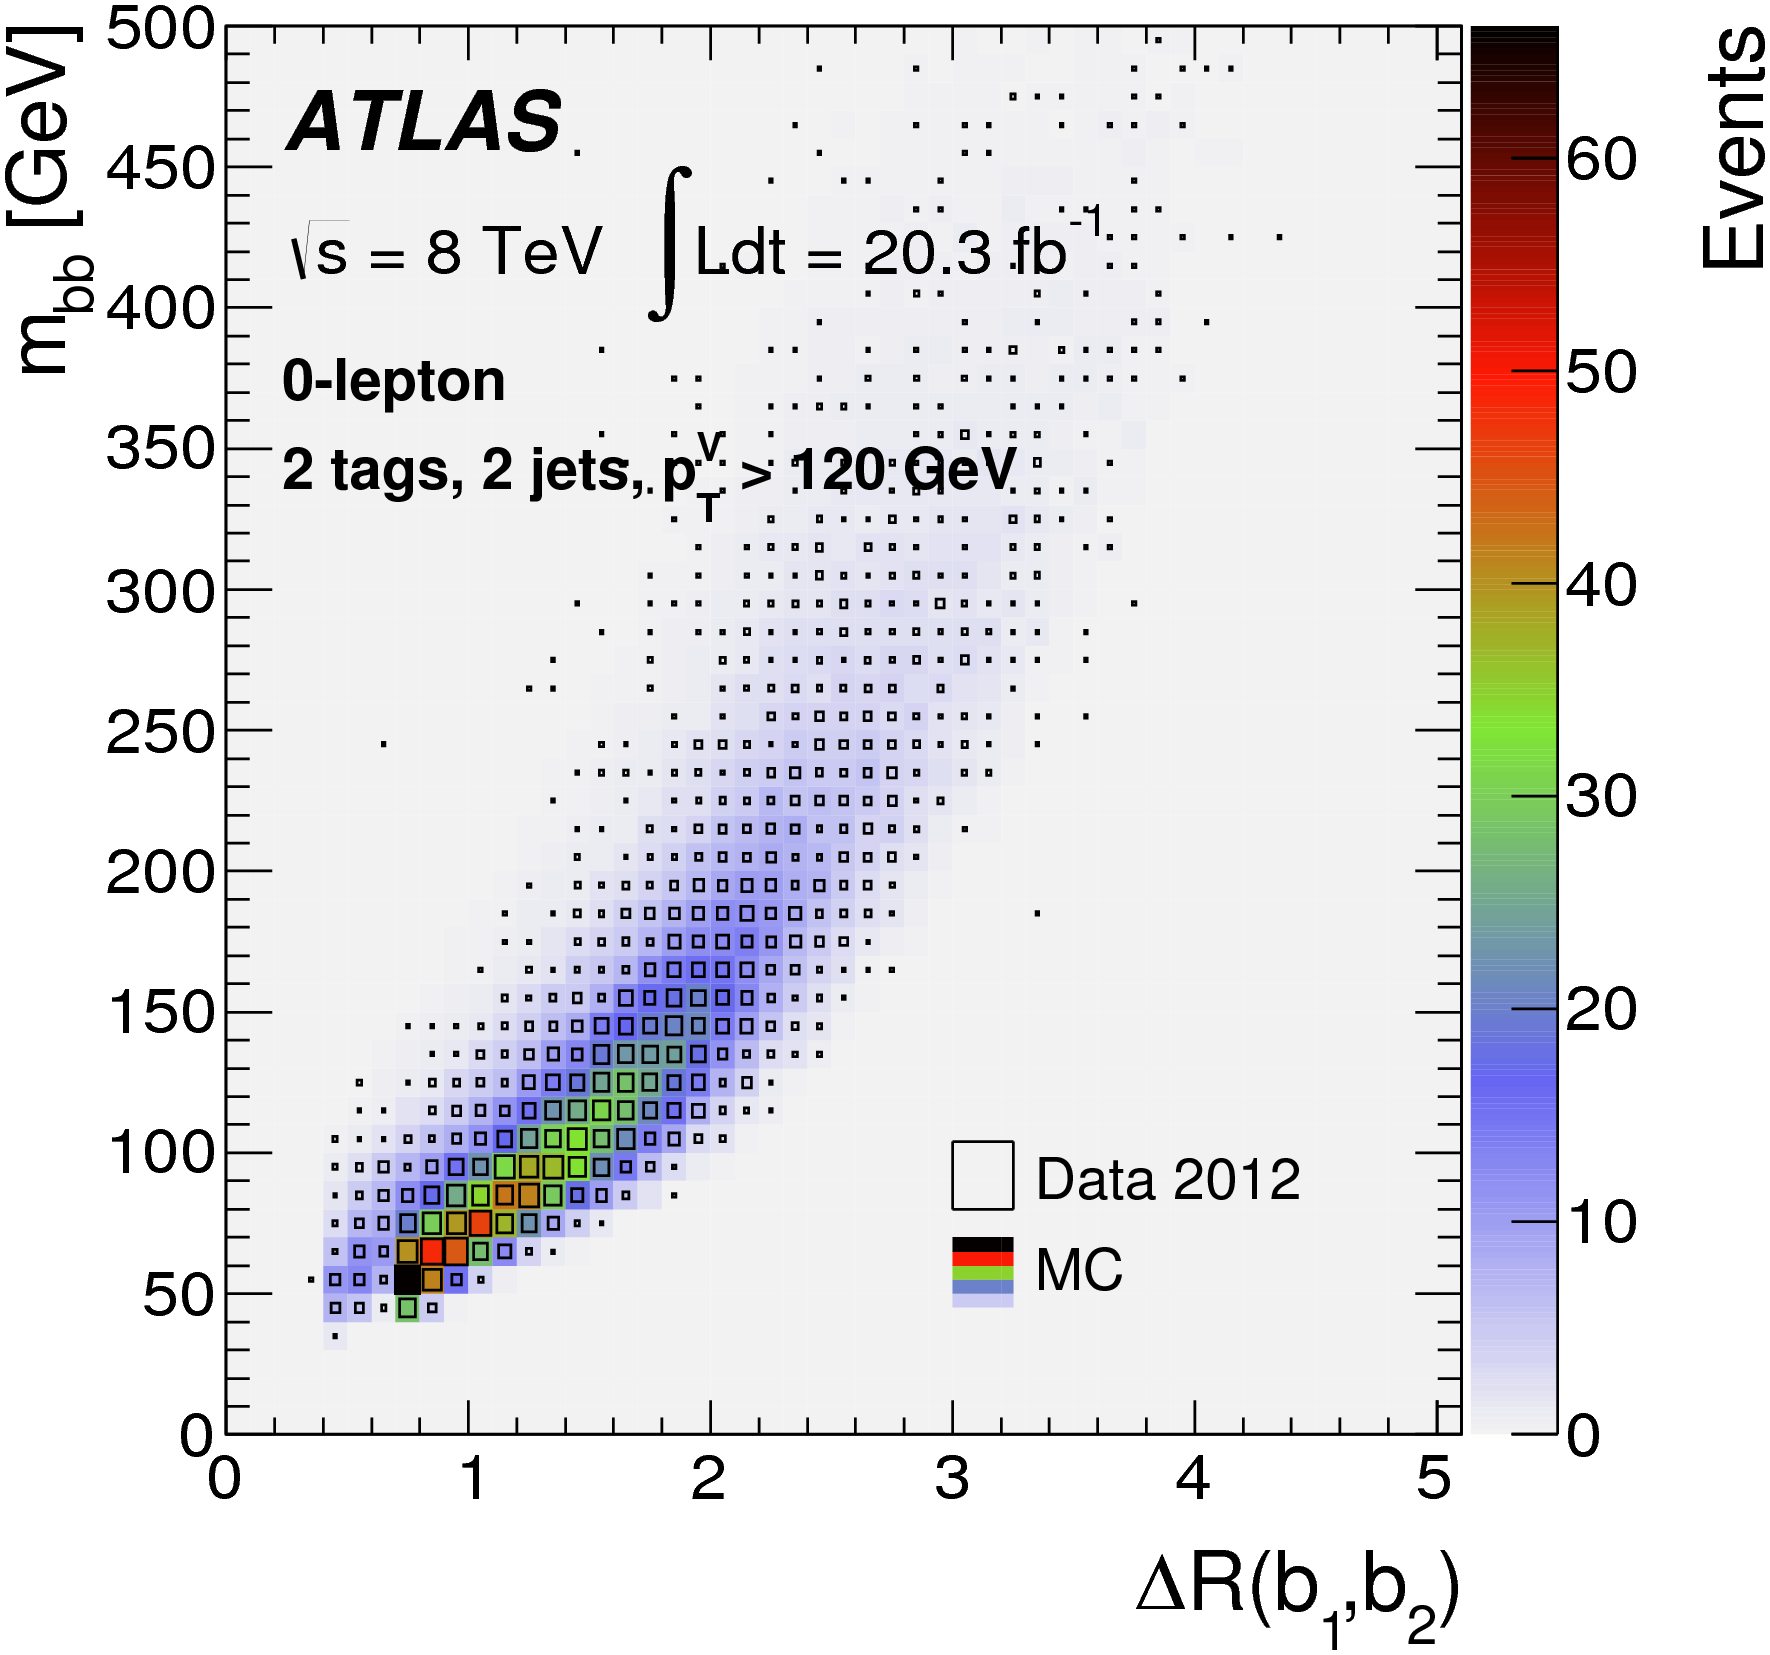 m_bb [GeV]
500
450
400
350
300
250
200
150
100
50
0
ATLAS
√s = 8 TeV ∫Ldt = 20.3 fb^-1
0-lepton
2 tags, 2 jets, p_T^V > 120 GeV
Data 2012
MC
0 1 2 3 4 5
ΔR(b_1,b_2)
Events
60
50
40
30
20
10
0